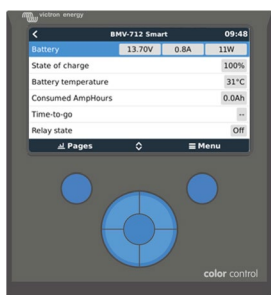 victron energy
< BMV-712 Smart 09:48
Battery 13.70V 0.8A 11W
State of charge 100%
Battery temperature 31°C
Consumed AmpHours 0.0Ah
Time-to-go --
Relay state Off
Pages Menu
color control